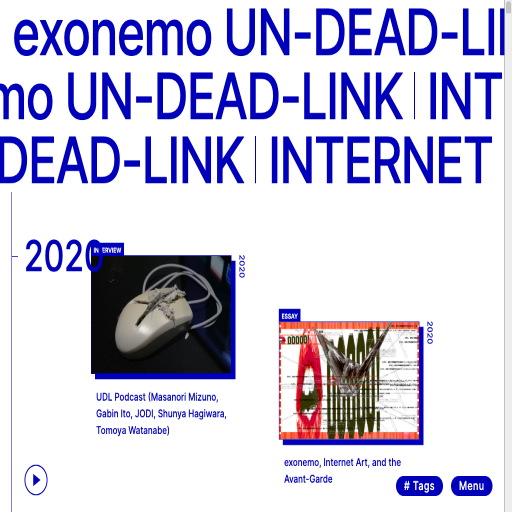 exonemo UN-DEAD-LI
mo UN-DEAD-LINK | INT
DEAD-LINK | INTERNET
2020
INTERVIEW
2020
UDL Podcast (Masanori Mizuno,
Gabin Ito, JODI, Shunya Hagiwara,
Tomoya Watanabe)
ESSAY
2020
00000
exonemo, Internet Art, and the
Avant-Garde
# Tags
Menu